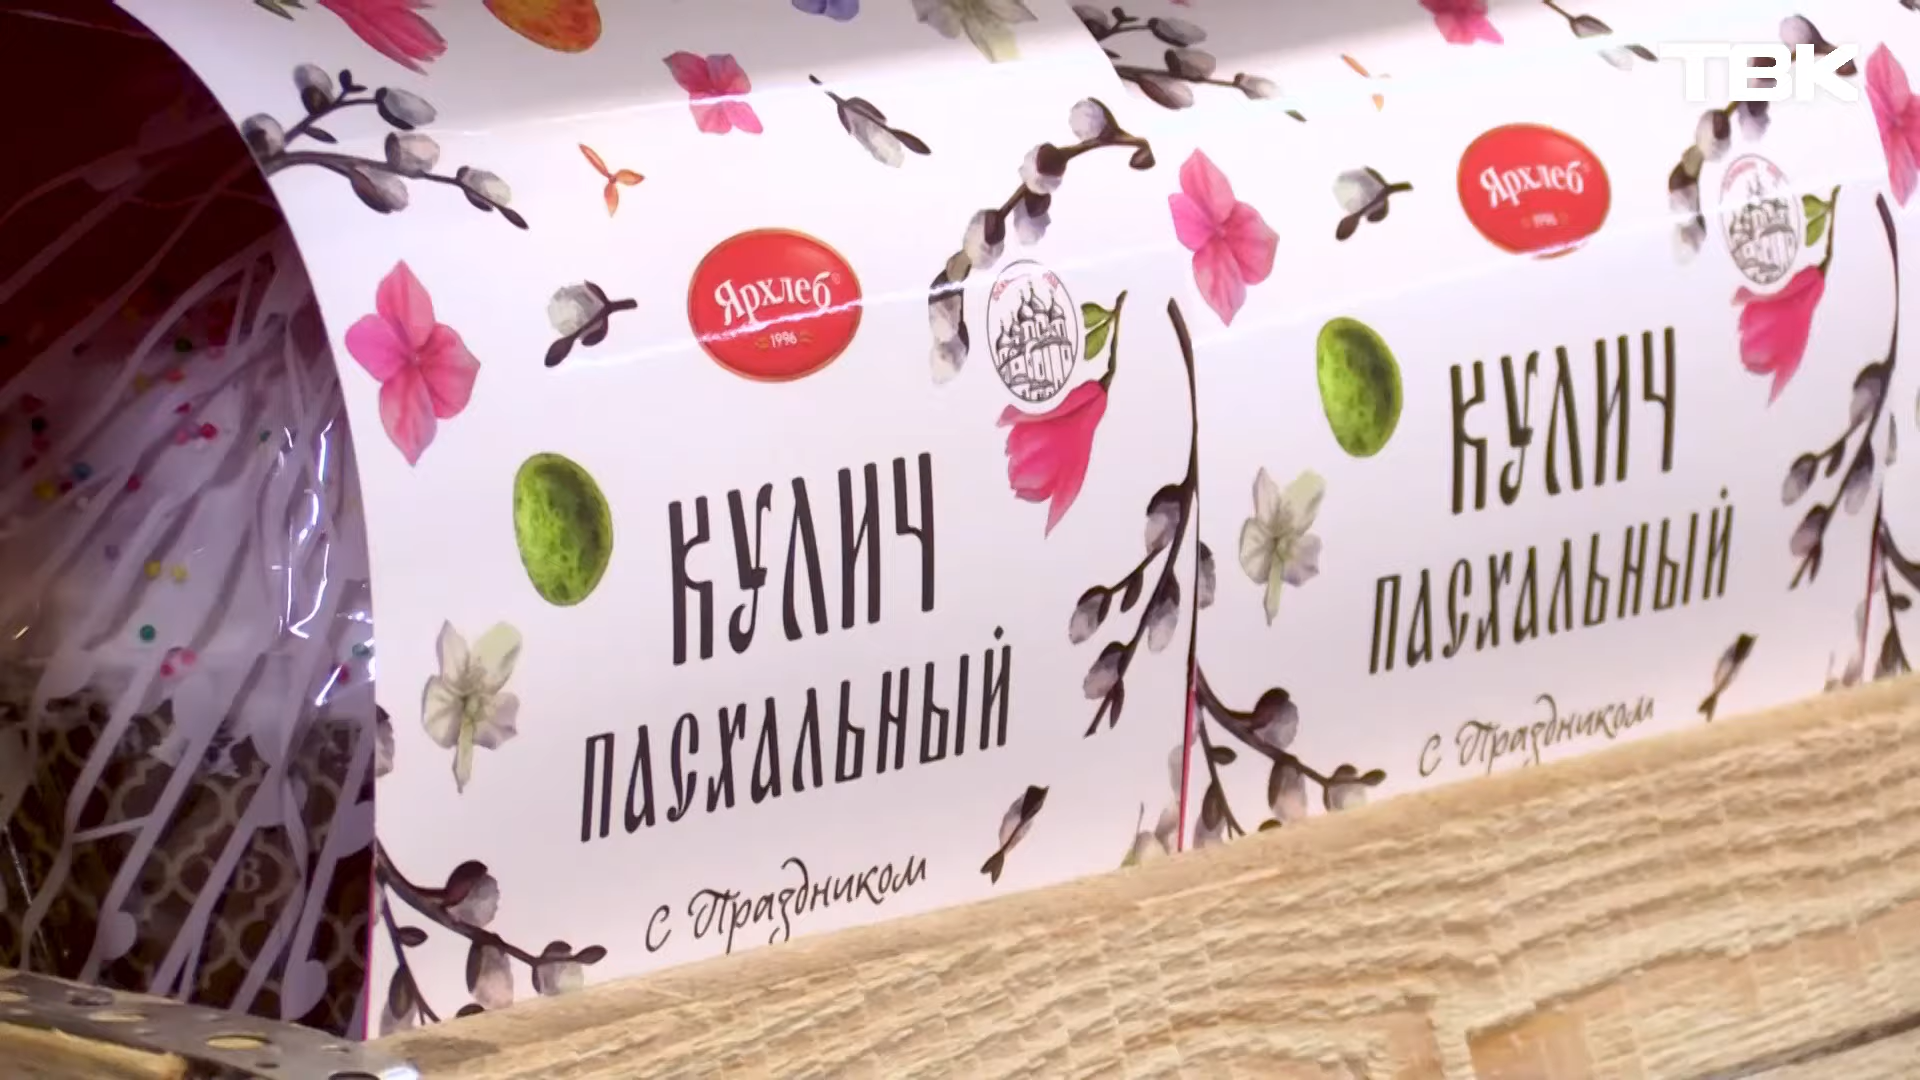 ТВК
Ярхлеб
1996
КУЛИЧ
ПАСХАЛЬНЫЙ
с Праздником
Ярхлеб
1996
КУЛИЧ
ПАСХАЛЬНЫЙ
с Праздником